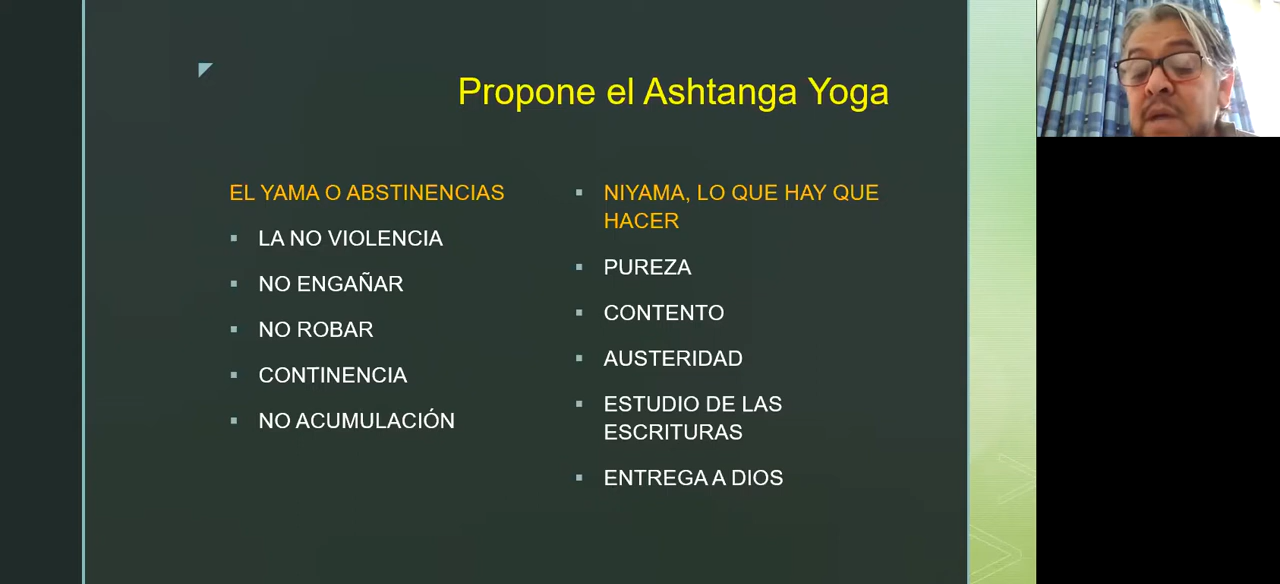 Propone el Ashtanga Yoga
EL YAMA O ABSTINENCIAS
LA NO VIOLENCIA
NO ENGAÑAR
NO ROBAR
CONTINENCIA
NO ACUMULACIÓN
NIYAMA, LO QUE HAY QUE
HACER
PUREZA
CONTENTO
AUSTERIDAD
ESTUDIO DE LAS
ESCRITURAS
ENTREGA A DIOS